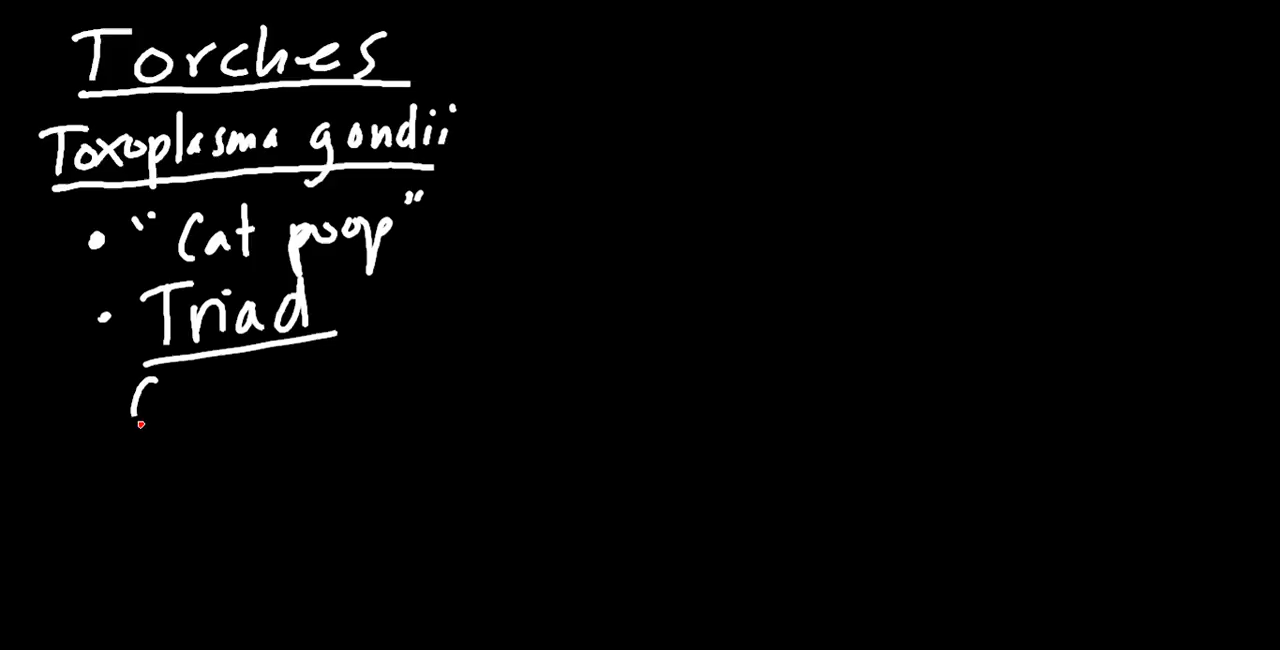 Torches
Toxoplasma gondii
• "Cat poop"
• Triad
C